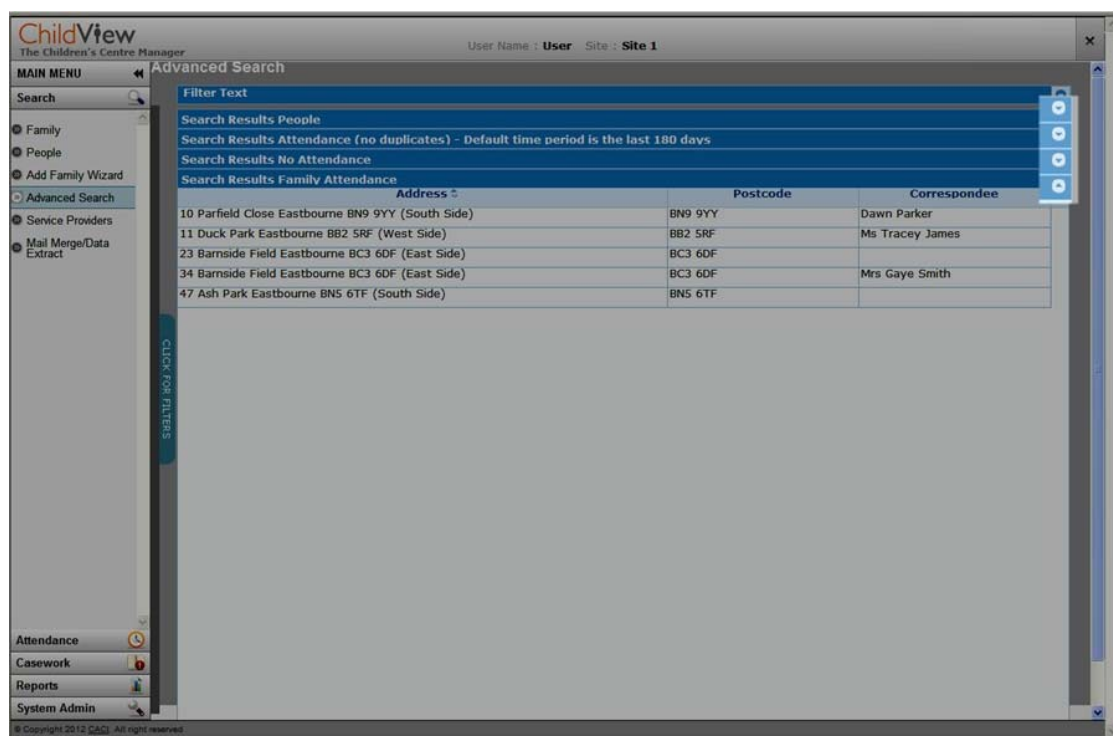 ChildView
The Children's Centre Manager
User Name : User Site : Site 1
MAIN MENU
Search
Family
People
Add Family Wizard
Advanced Search
Service Providers
Mail Merge/Data
Extract
Attendance
Casework
Reports
System Admin
Advanced Search
CLICK FOR FILTERS
Filter Text
Search Results People
Search Results Attendance (no duplicates) - Default time period is the last 180 days
Search Results No Attendance
Search Results Family Attendance
Address Postcode Correspondee
10 Parfield Close Eastbourne BN9 9YY (South Side) BN9 9YY Dawn Parker
11 Duck Park Eastbourne BB2 5RF (West Side) BB2 5RF Ms Tracey James
23 Barnside Field Eastbourne BC3 6DF (East Side) BC3 6DF
34 Barnside Field Eastbourne BC3 6DF (East Side) BC3 6DF Mrs Gaye Smith
47 Ash Park Eastbourne BN5 6TF (South Side) BN5 6TF
© Copyright 2012 CACI. All right reserved